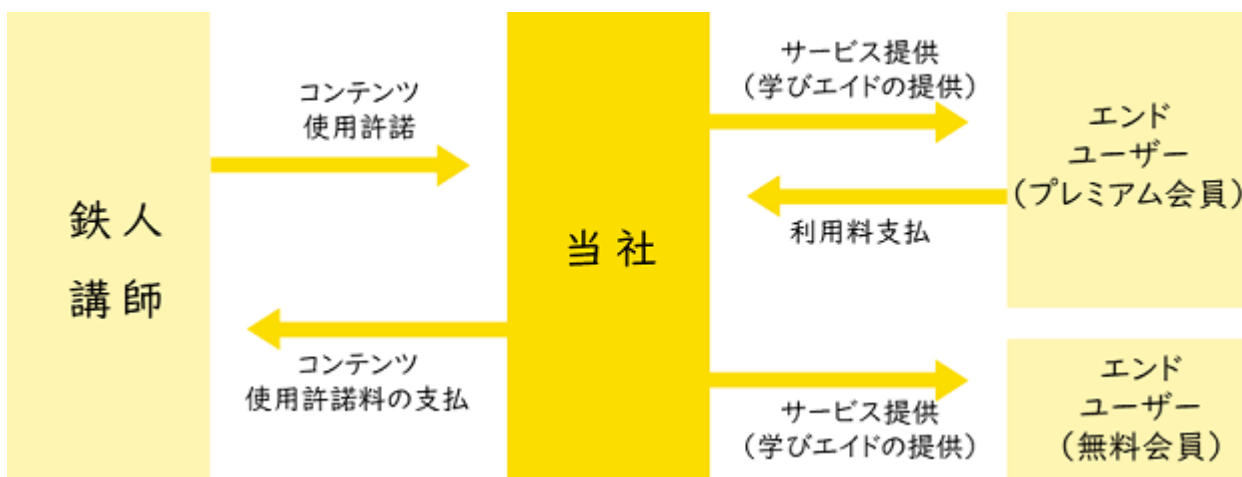 鉄人
講師
コンテンツ
使用許諾
コンテンツ
使用許諾料の支払
当社
サービス提供
(学びエイドの提供)
利用料支払
サービス提供
(学びエイドの提供)
エンド
ユーザー
(プレミアム会員)
エンド
ユーザー
(無料会員)